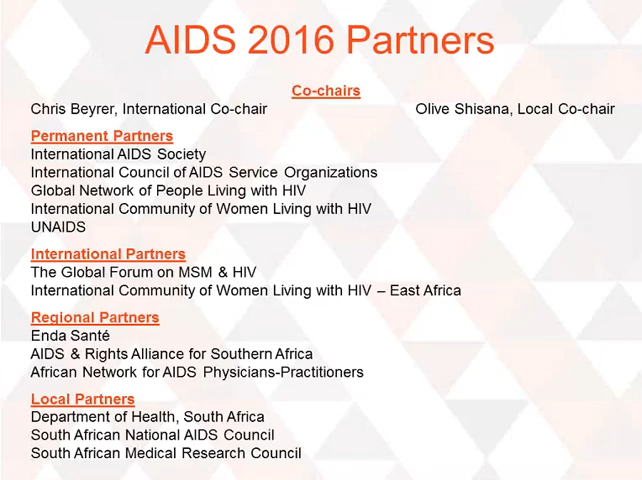 AIDS 2016 Partners
Co-chairs
Chris Beyrer, International Co-chair Olive Shisana, Local Co-chair
Permanent Partners
International AIDS Society
International Council of AIDS Service Organizations
Global Network of People Living with HIV
International Community of Women Living with HIV
UNAIDS
International Partners
The Global Forum on MSM & HIV
International Community of Women Living with HIV – East Africa
Regional Partners
Enda Santé
AIDS & Rights Alliance for Southern Africa
African Network for AIDS Physicians-Practitioners
Local Partners
Department of Health, South Africa
South African National AIDS Council
South African Medical Research Council